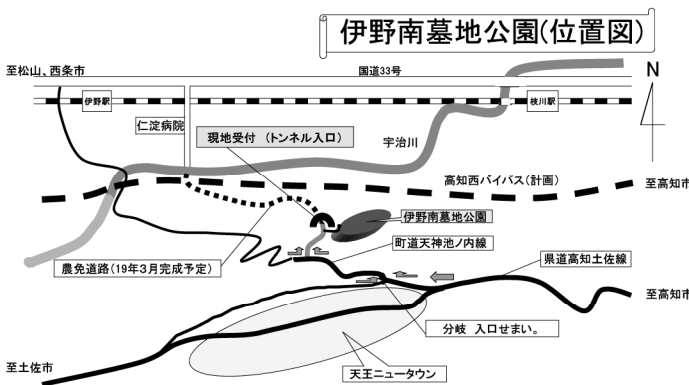 伊野南墓地公園(位置図)
至松山、西条市
国道33号
N
伊野駅
枝川駅
仁淀病院
現地受付 (トンネル入口)
宇治川
高知西バイパス(計画)
至高知市
伊野南墓地公園
町道天神池ノ内線
農免道路(19年3月完成予定)
県道高知土佐線
至高知市
分岐 入口せまい。
至土佐市
天王ニュータウン